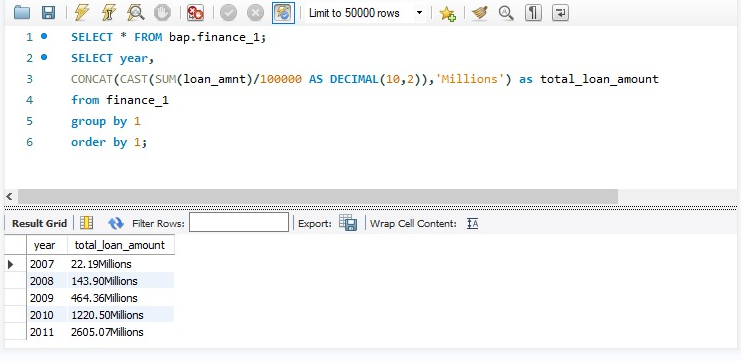 Limit to 50000 rows
1 SELECT * FROM bap.finance_1;
2 SELECT year,
3 CONCAT(CAST(SUM(loan_amnt)/100000 AS DECIMAL(10,2)),'Millions') as total_loan_amount
4 from finance_1
5 group by 1
6 order by 1;
Result Grid Filter Rows: Export: Wrap Cell Content: IA
year total_loan_amount
2007 22.19Millions
2008 143.90Millions
2009 464.36Millions
2010 1220.50Millions
2011 2605.07Millions